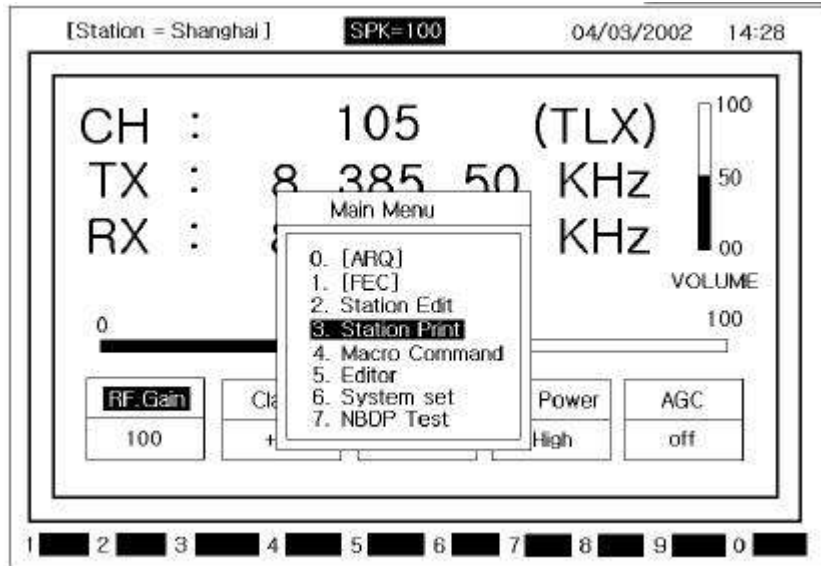 [Station = Shanghai] SPK=100 04/03/2002 14:28
CH : 105 (TLX)
100
TX : 8 385 50 KHz
50
Main Menu
RX : KHz
00
0. [ARQ]
1. [FEC]
VOLUME
2. Station Edit
0 3. Station Print 100
4. Macro Command
5. Editor
RF.Gain 6. System set Power AGC
7. NBDP Test
100 + High off
1 2 3 4 5 6 7 8 9 0